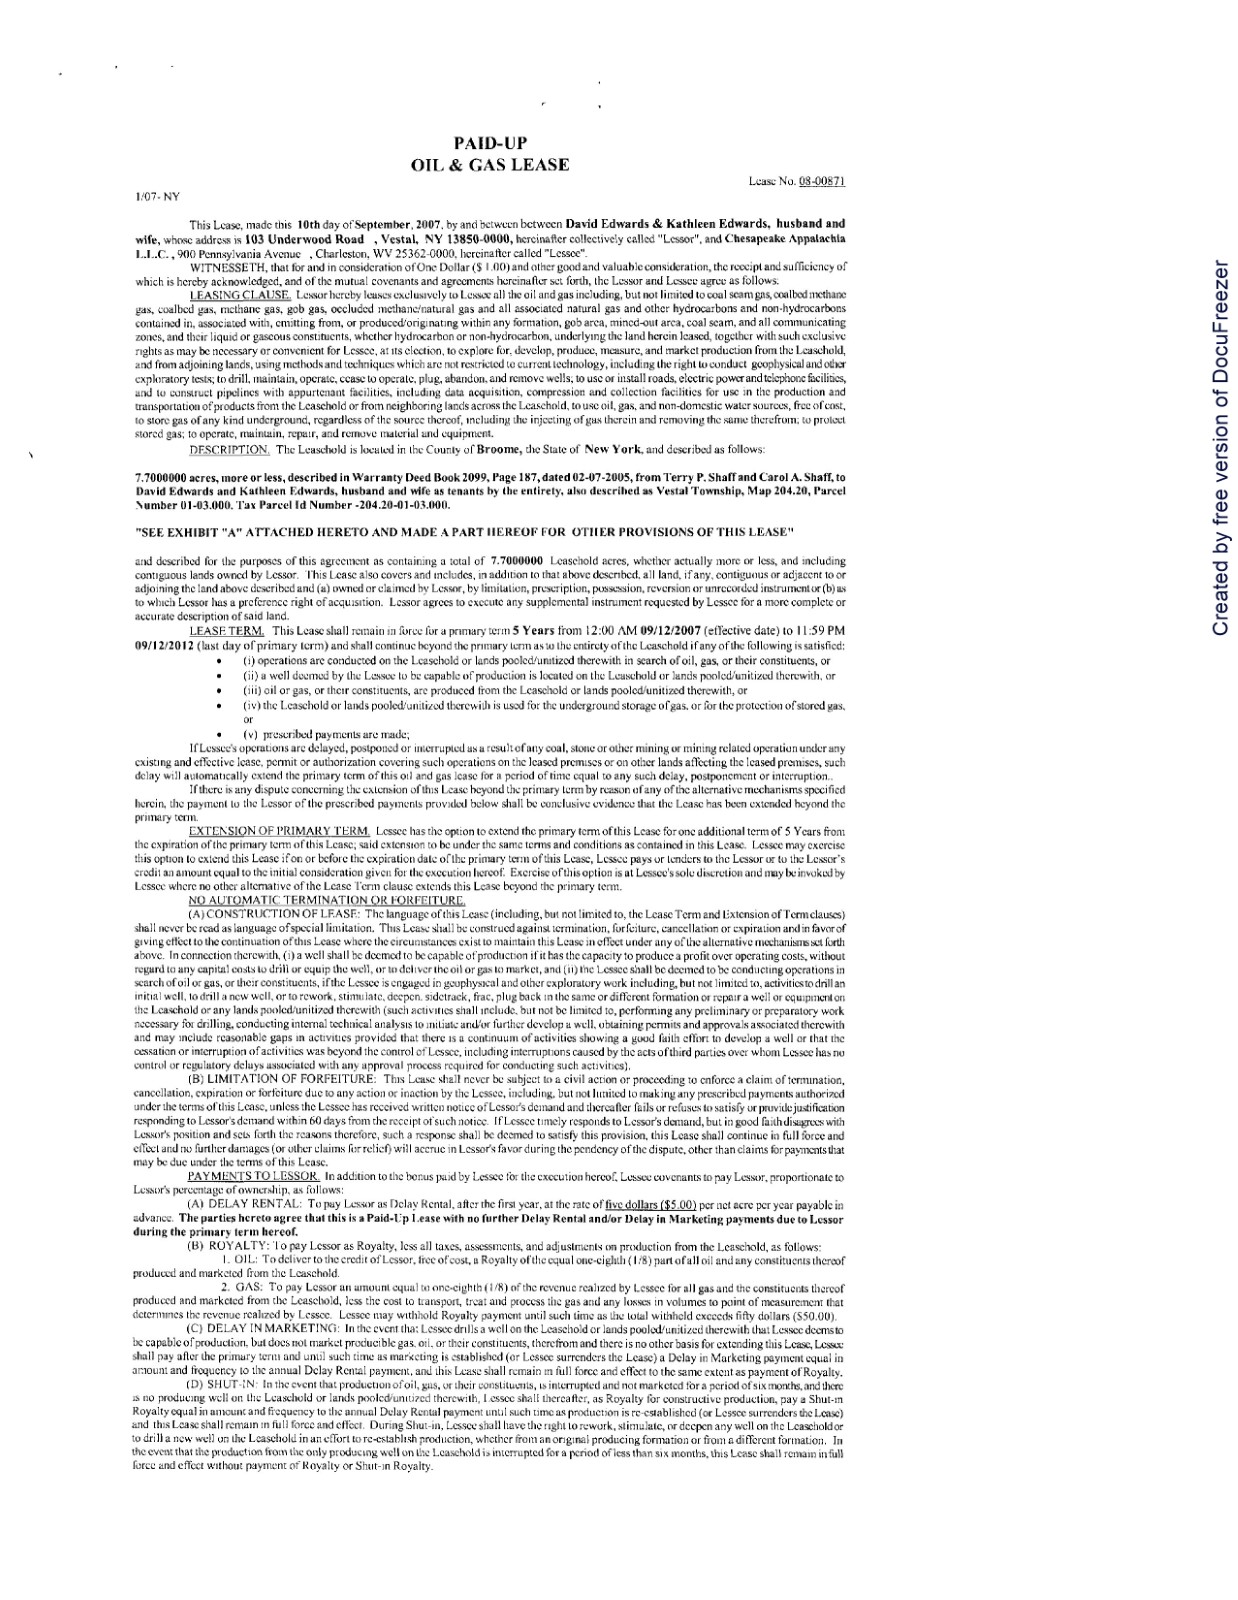 PAID-UP
OIL & GAS LEASE
Lease No. 08-00871
1/07- NY
This Lease, made this 10th day of September, 2007, by and between between David Edwards & Kathleen Edwards, husband and
wife, whose address is 103 Underwood Road , Vestal, NY 13850-0000, hereinafter collectively called "Lessor", and Chesapeake Appalachia
L.L.C., 900 Pennsylvania Avenue , Charleston, WV 25362-0000, hereinafter called "Lessee".
WITNESSETH, that for and in consideration of One Dollar ($ 1.00) and other good and valuable consideration, the receipt and sufficiency of
which is hereby acknowledged, and of the mutual covenants and agreements hereinafter set forth, the Lessor and Lessee agree as follows:
LEASING CLAUSE. Lessor hereby leases exclusively to Lessee all the oil and gas including, but not limited to coal seam gas, coalbed methane
gas, coalbed gas, methane gas, gob gas, occluded methane/natural gas and all associated natural gas and other hydrocarbons and non-hydrocarbons
contained in, associated with, emitting from, or produced/originating within any formation, gob area, mined-out area, coal seam, and all communicating
zones, and their liquid or gaseous constituents, whether hydrocarbon or non-hydrocarbon, underlying the land herein leased, together with such exclusive
rights as may be necessary or convenient for Lessee, at its election, to explore for, develop, produce, measure, and market production from the Leasehold,
and from adjoining lands, using methods and techniques which are not restricted to current technology, including the right to conduct geophysical and other
exploratory tests; to drill, maintain, operate, cease to operate, plug, abandon, and remove wells; to use or install roads, electric power and telephone facilities,
and to construct pipelines with appurtenant facilities, including data acquisition, compression and collection facilities for use in the production and
transportation of products from the Leasehold or from neighboring lands across the Leasehold, to use oil, gas, and non-domestic water sources, free of cost,
to store gas of any kind underground, regardless of the source thereof, including the injecting of gas therein and removing the same therefrom; to protect
stored gas; to operate, maintain, repair, and remove material and equipment.
DESCRIPTION. The Leasehold is located in the County of Broome, the State of New York, and described as follows:
7.7000000 acres, more or less, described in Warranty Deed Book 2099, Page 187, dated 02-07-2005, from Terry P. Shaff and Carol A. Shaff, to
David Edwards and Kathleen Edwards, husband and wife as tenants by the entirety, also described as Vestal Township, Map 204.20, Parcel
Number 01-03.000. Tax Parcel Id Number -204.20-01-03.000.
"SEE EXHIBIT "A" ATTACHED HERETO AND MADE A PART HEREOF FOR OTHER PROVISIONS OF THIS LEASE"
and described for the purposes of this agreement as containing a total of 7.7000000 Leasehold acres, whether actually more or less, and including
contiguous lands owned by Lessor. This Lease also covers and includes, in addition to that above described, all land, if any, contiguous or adjacent to or
adjoining the land above described and (a) owned or claimed by Lessor, by limitation, prescription, possession, reversion or unrecorded instrument or (b) as
to which Lessor has a preference right of acquisition. Lessor agrees to execute any supplemental instrument requested by Lessee for a more complete or
accurate description of said land.
LEASE TERM. This Lease shall remain in force for a primary term 5 Years from 12:00 AM 09/12/2007 (effective date) to 11:59 PM
09/12/2012 (last day of primary term) and shall continue beyond the primary term as to the entirety of the Leasehold if any of the following is satisfied:
• (i) operations are conducted on the Leasehold or lands pooled/unitized therewith in search of oil, gas, or their constituents, or
• (ii) a well deemed by the Lessee to be capable of production is located on the Leasehold or lands pooled/unitized therewith, or
• (iii) oil or gas, or their constituents, are produced from the Leasehold or lands pooled/unitized therewith, or
• (iv) the Leasehold or lands pooled/unitized therewith is used for the underground storage of gas, or for the protection of stored gas,
or
• (v) prescribed payments are made;
If Lessee's operations are delayed, postponed or interrupted as a result of any coal, stone or other mining or mining related operation under any
existing and effective lease, permit or authorization covering such operations on the leased premises or on other lands affecting the leased premises, such
delay will automatically extend the primary term of this oil and gas lease for a period of time equal to any such delay, postponement or interruption..
If there is any dispute concerning the extension of this Lease beyond the primary term by reason of any of the alternative mechanisms specified
herein, the payment to the Lessor of the prescribed payments provided below shall be conclusive evidence that the Lease has been extended beyond the
primary term.
EXTENSION OF PRIMARY TERM. Lessee has the option to extend the primary term of this Lease for one additional term of 5 Years from
the expiration of the primary term of this Lease; said extension to be under the same terms and conditions as contained in this Lease. Lessee may exercise
this option to extend this Lease if on or before the expiration date of the primary term of this Lease, Lessee pays or tenders to the Lessor or to the Lessor's
credit an amount equal to the initial consideration given for the execution hereof. Exercise of this option is at Lessee's sole discretion and may be invoked by
Lessee where no other alternative of the Lease Term clause extends this Lease beyond the primary term.
NO AUTOMATIC TERMINATION OR FORFEITURE.
(A) CONSTRUCTION OF LEASE: The language of this Lease (including, but not limited to, the Lease Term and Extension of Term clauses)
shall never be read as language of special limitation. This Lease shall be construed against termination, forfeiture, cancellation or expiration and in favor of
giving effect to the continuation of this Lease where the circumstances exist to maintain this Lease in effect under any of the alternative mechanisms set forth
above. In connection therewith, (i) a well shall be deemed to be capable of production if it has the capacity to produce a profit over operating costs, without
regard to any capital costs to drill or equip the well, or to deliver the oil or gas to market, and (ii) the Lessee shall be deemed to be conducting operations in
search of oil or gas, or their constituents, if the Lessee is engaged in geophysical and other exploratory work including, but not limited to, activities to drill an
initial well, to drill a new well, or to rework, stimulate, deepen, sidetrack, frac, plug back in the same or different formation or repair a well or equipment on
the Leasehold or any lands pooled/unitized therewith (such activities shall include, but not be limited to, performing any preliminary or preparatory work
necessary for drilling, conducting internal technical analysis to initiate and/or further develop a well, obtaining permits and approvals associated therewith
and may include reasonable gaps in activities provided that there is a continuum of activities showing a good faith effort to develop a well or that the
cessation or interruption of activities was beyond the control of Lessee, including interruptions caused by the acts of third parties over whom Lessee has no
control or regulatory delays associated with any approval process required for conducting such activities).
(B) LIMITATION OF FORFEITURE: This Lease shall never be subject to a civil action or proceeding to enforce a claim of termination,
cancellation, expiration or forfeiture due to any action or inaction by the Lessee, including, but not limited to making any prescribed payments authorized
under the terms of this Lease, unless the Lessee has received written notice of Lessor's demand and thereafter fails or refuses to satisfy or provide justification
responding to Lessor's demand within 60 days from the receipt of such notice. If Lessee timely responds to Lessor's demand, but in good faith disagrees with
Lessor's position and sets forth the reasons therefore, such a response shall be deemed to satisfy this provision, this Lease shall continue in full force and
effect and no further damages (or other claims for relief) will accrue in Lessor's favor during the pendency of the dispute, other than claims for payments that
may be due under the terms of this Lease.
PAYMENTS TO LESSOR. In addition to the bonus paid by Lessee for the execution hereof, Lessee covenants to pay Lessor, proportionate to
Lessor's percentage of ownership, as follows:
(A) DELAY RENTAL: To pay Lessor as Delay Rental, after the first year, at the rate of five dollars ($5.00) per net acre per year payable in
advance. The parties hereto agree that this is a Paid-Up Lease with no further Delay Rental and/or Delay in Marketing payments due to Lessor
during the primary term hereof.
(B) ROYALTY: To pay Lessor as Royalty, less all taxes, assessments, and adjustments on production from the Leasehold, as follows:
1. OIL: To deliver to the credit of Lessor, free of cost, a Royalty of the equal one-eighth (1/8) part of all oil and any constituents thereof
produced and marketed from the Leasehold.
2. GAS: To pay Lessor an amount equal to one-eighth (1/8) of the revenue realized by Lessee for all gas and the constituents thereof
produced and marketed from the Leasehold, less the cost to transport, treat and process the gas and any losses in volumes to point of measurement that
determines the revenue realized by Lessee. Lessee may withhold Royalty payment until such time as the total withheld exceeds fifty dollars ($50.00).
(C) DELAY IN MARKETING: In the event that Lessee drills a well on the Leasehold or lands pooled/unitized therewith that Lessee deems to
be capable of production, but does not market producible gas, oil, or their constituents, therefrom and there is no other basis for extending this Lease, Lessee
shall pay after the primary term and until such time as marketing is established (or Lessee surrenders the Lease) a Delay in Marketing payment equal in
amount and frequency to the annual Delay Rental payment, and this Lease shall remain in full force and effect to the same extent as payment of Royalty.
(D) SHUT-IN: In the event that production of oil, gas, or their constituents, is interrupted and not marketed for a period of six months, and there
is no producing well on the Leasehold or lands pooled/unitized therewith, Lessee shall thereafter, as Royalty for constructive production, pay a Shut-in
Royalty equal in amount and frequency to the annual Delay Rental payment until such time as production is re-established (or Lessee surrenders the Lease)
and this Lease shall remain in full force and effect. During Shut-in, Lessee shall have the right to rework, stimulate, or deepen any well on the Leasehold or
to drill a new well on the Leasehold in an effort to re-establish production, whether from an original producing formation or from a different formation. In
the event that the production from the only producing well on the Leasehold is interrupted for a period of less than six months, this Lease shall remain in full
force and effect without payment of Royalty or Shut-in Royalty.
Created by free version of DocuFreezer